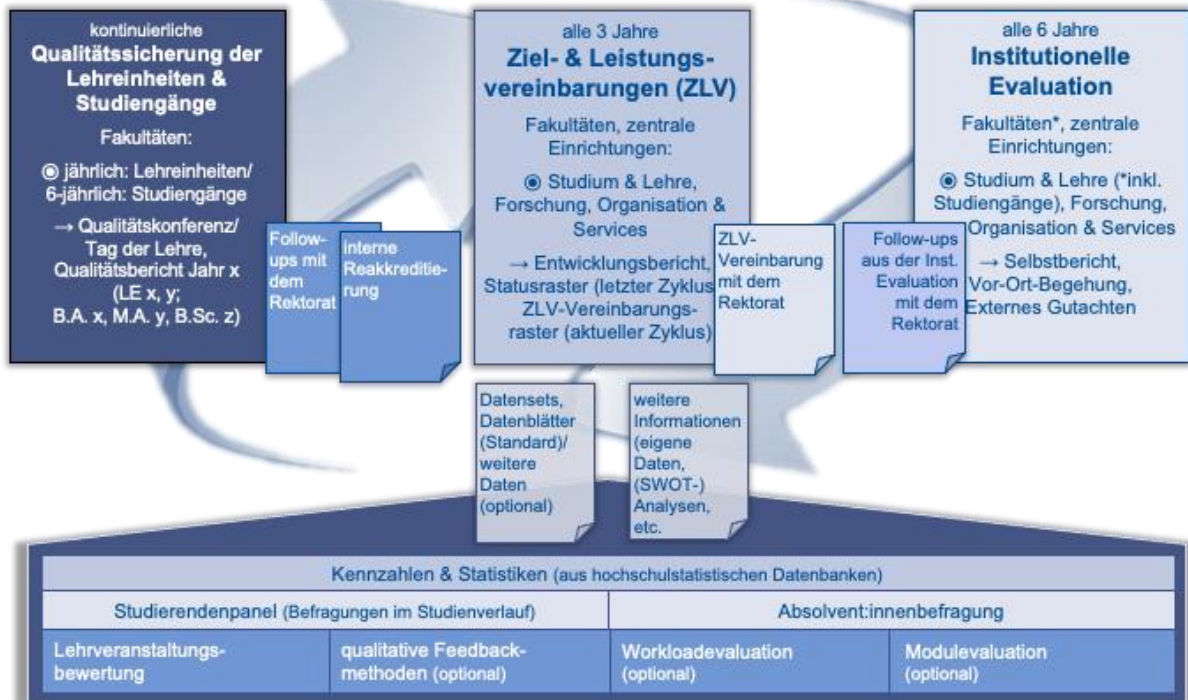 kontinuierliche
Qualitätssicherung der
Lehreinheiten &
Studiengänge
Fakultäten:
◉ jährlich: Lehreinheiten/
6-jährlich: Studiengänge
→ Qualitätskonferenz/
Tag der Lehre,
Qualitätsbericht Jahr x
(LE x, y;
B.A. x, M.A. y, B.Sc. z)
Follow-
ups mit
dem
Rektorat
interne
Reakkreditie-
rung
alle 3 Jahre
Ziel- & Leistungs-
vereinbarungen (ZLV)
Fakultäten, zentrale
Einrichtungen:
◉ Studium & Lehre,
Forschung, Organisation &
Services
→ Entwicklungsbericht,
Statusraster (letzter Zyklus
ZLV-Vereinbarungs-
raster (aktueller Zyklus)
ZLV-
Vereinbarung
mit dem
Rektorat
Follow-ups
aus der Inst.
Evaluation
mit dem
Rektorat
alle 6 Jahre
Institutionelle
Evaluation
Fakultäten*, zentrale
Einrichtungen:
◉ Studium & Lehre (*inkl.
Studiengänge), Forschung,
Organisation & Services
→ Selbstbericht,
Vor-Ort-Begehung,
Externes Gutachten
Datensets,
Datenblätter
(Standard)/
weitere
Daten
(optional)
weitere
Informationen
(eigene
Daten,
(SWOT-)
Analysen,
etc.
Kennzahlen & Statistiken (aus hochschulstatistischen Datenbanken)
Studierendenpanel (Befragungen im Studienverlauf)
Absolvent:innenbefragung
Lehrveranstaltungs-
bewertung
qualitative Feedback-
methoden (optional)
Workloadevaluation
(optional)
Modulevaluation
(optional)